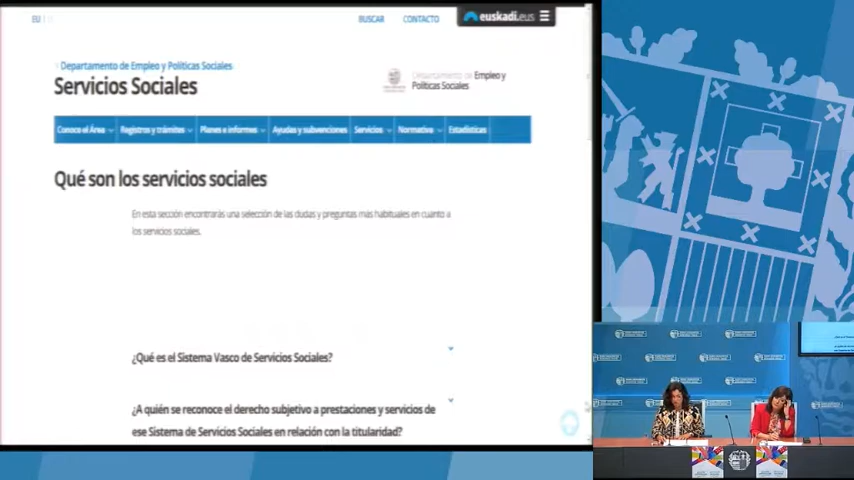 EU
BUSCAR
CONTACTO
euskadi.eus
Departamento de Empleo y Políticas Sociales
Servicios Sociales
Departamento de Empleo y
Políticas Sociales
Conoce el Área
Registros y trámites
Planes e informes
Ayudas y subvenciones
Servicios
Normativa
Estadísticas
Qué son los servicios sociales
En esta sección encontrarás una selección de las dudas y preguntas más habituales en cuanto a
los servicios sociales.
¿Qué es el Sistema Vasco de Servicios Sociales?
¿A quién se reconoce el derecho subjetivo a prestaciones y servicios de
ese Sistema de Servicios Sociales en relación con la titularidad?